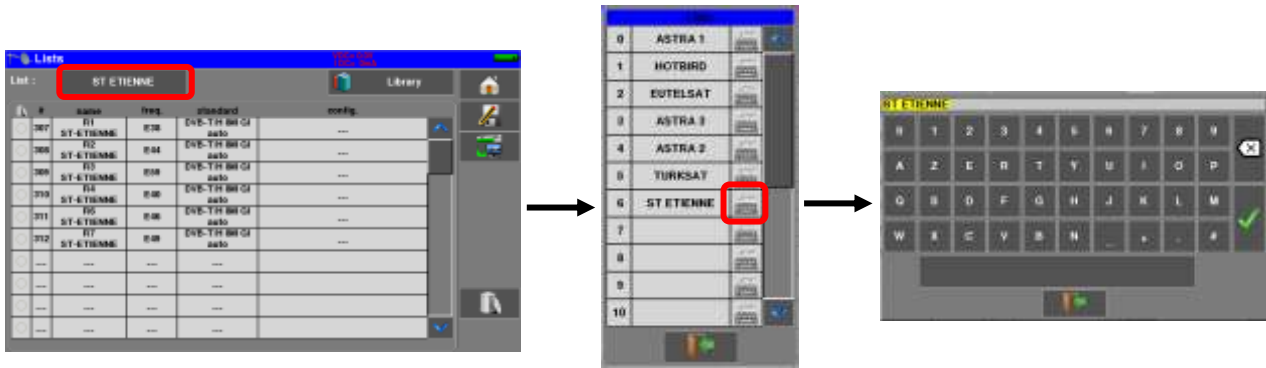 Lists
List : ST ETIENNE Library
# name freq. standard config.
307 R1 ST-ETIENNE E38 DVB-T/H 8M GI auto ---
308 R2 ST-ETIENNE E44 DVB-T/H 8M GI auto ---
309 R3 ST-ETIENNE DVB-T/H 8M GI auto ---
310 R4 ST-ETIENNE DVB-T/H 8M GI auto ---
311 R6 ST-ETIENNE DVB-T/H 8M GI auto ---
312 R7 ST-ETIENNE DVB-T/H 8M GI auto ---
--- --- --- --- ---
--- --- --- --- ---
--- --- --- --- ---
--- --- --- --- ---
0 ASTRA 1
1 HOTBIRD
2 EUTELSAT
3 ASTRA 3
4 ASTRA 2
5 TURKSAT
6 ST ETIENNE
7
8
9
10
ST ETIENNE
0 1 2 3 4 5 6 7 8 9
A Z E R T Y U I O P
Q S D F G H J K L M
W X C V B N _